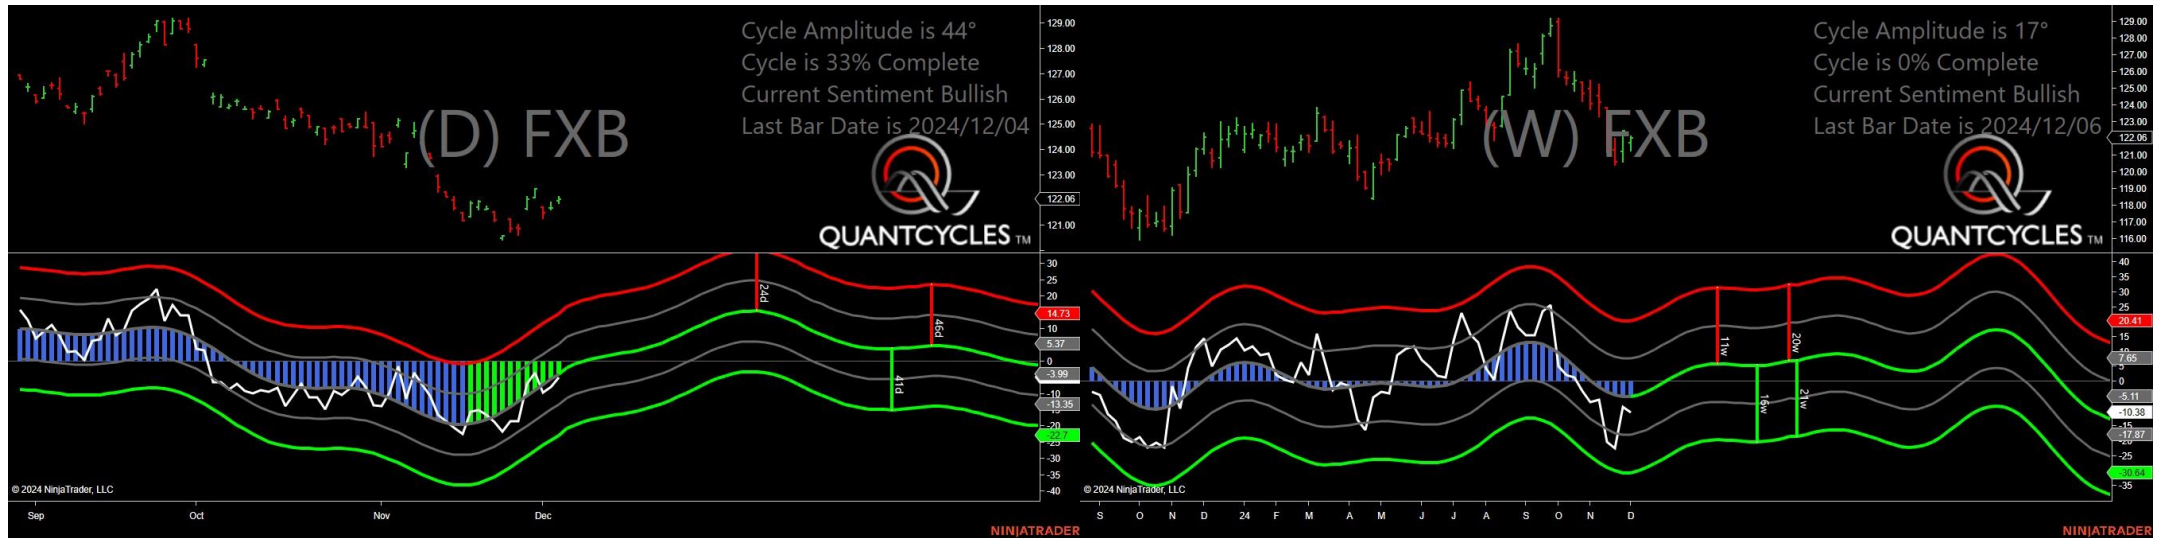 Cycle Amplitude is 44°
Cycle is 33% Complete
Current Sentiment Bullish
Last Bar Date is 2024/12/04
(D) FXB
QUANTCYCLES TM
129.00
128.00
127.00
126.00
125.00
124.00
123.00
122.06
121.00
24d
46d
41d
30
25
20
14.73
10
5.37
0
-3.99
-10
-13.35
-20
-22.7
-25
-30
-35
-40
© 2024 NinjaTrader, LLC
Sep
Oct
Nov
Dec
NINJATRADER
Cycle Amplitude is 17°
Cycle is 0% Complete
Current Sentiment Bullish
Last Bar Date is 2024/12/06
(W) FXB
QUANTCYCLES TM
129.00
128.00
127.00
126.00
125.00
124.00
123.00
122.06
121.00
120.00
119.00
118.00
117.00
116.00
11w
20w
16w
21w
40
35
30
25
20.41
15
10
7.65
5
0
-5.11
-10.38
-15
-17.87
-20
-25
-30.64
-35
© 2024 NinjaTrader, LLC
S
O
N
D
24
F
M
A
M
J
J
A
S
O
N
D
NINJATRADER